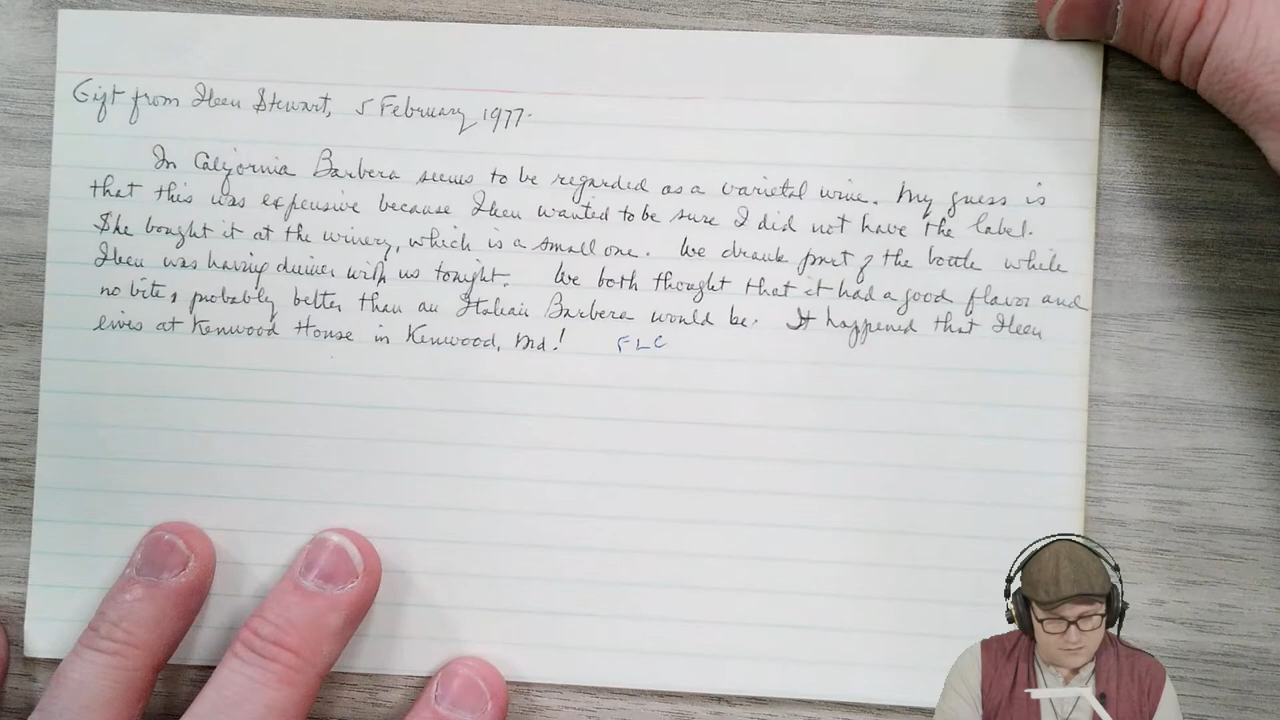 Gift from Ileen Stewart, 5 February 1977.
In California Barbera seems to be regarded as a varietal wine. My guess is
that this was expensive because Ileen wanted to be sure I did not have the label.
She bought it at the winery, which is a small one. We drank part of the bottle while
Ileen was having dinner with us tonight. We both thought that it had a good flavor and
no bite, probably better than an Italian Barbera would be. It happened that Ileen
lives at Kenwood House in Kenwood, Md! FLC